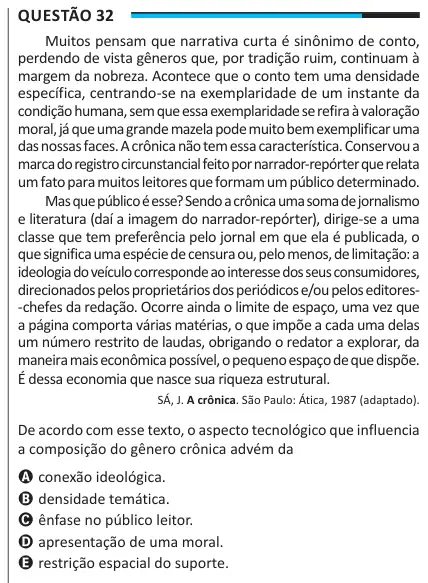 QUESTÃO 32
Muitos pensam que narrativa curta é sinônimo de conto,
perdendo de vista gêneros que, por tradição ruim, continuam à
margem da nobreza. Acontece que o conto tem uma densidade
específica, centrando-se na exemplaridade de um instante da
condição humana, sem que essa exemplaridade se refira à valoração
moral, já que uma grande mazela pode muito bem exemplificar uma
das nossas faces. A crônica não tem essa característica. Conservou a
marca do registro circunstancial feito por narrador-repórter que relata
um fato para muitos leitores que formam um público determinado.
Mas que público é esse? Sendo a crônica uma soma de jornalismo
e literatura (daí a imagem do narrador-repórter), dirige-se a uma
classe que tem preferência pelo jornal em que ela é publicada, o
que significa uma espécie de censura ou, pelo menos, de limitação: a
ideologia do veículo corresponde ao interesse dos seus consumidores,
direcionados pelos proprietários dos periódicos e/ou pelos editores-
-chefes da redação. Ocorre ainda o limite de espaço, uma vez que
a página comporta várias matérias, o que impõe a cada uma delas
um número restrito de laudas, obrigando o redator a explorar, da
maneira mais econômica possível, o pequeno espaço de que dispõe.
É dessa economia que nasce sua riqueza estrutural.
SÁ, J. A crônica. São Paulo: Ática, 1987 (adaptado).
De acordo com esse texto, o aspecto tecnológico que influencia
a composição do gênero crônica advém da
A conexão ideológica.
B densidade temática.
C ênfase no público leitor.
D apresentação de uma moral.
E restrição espacial do suporte.